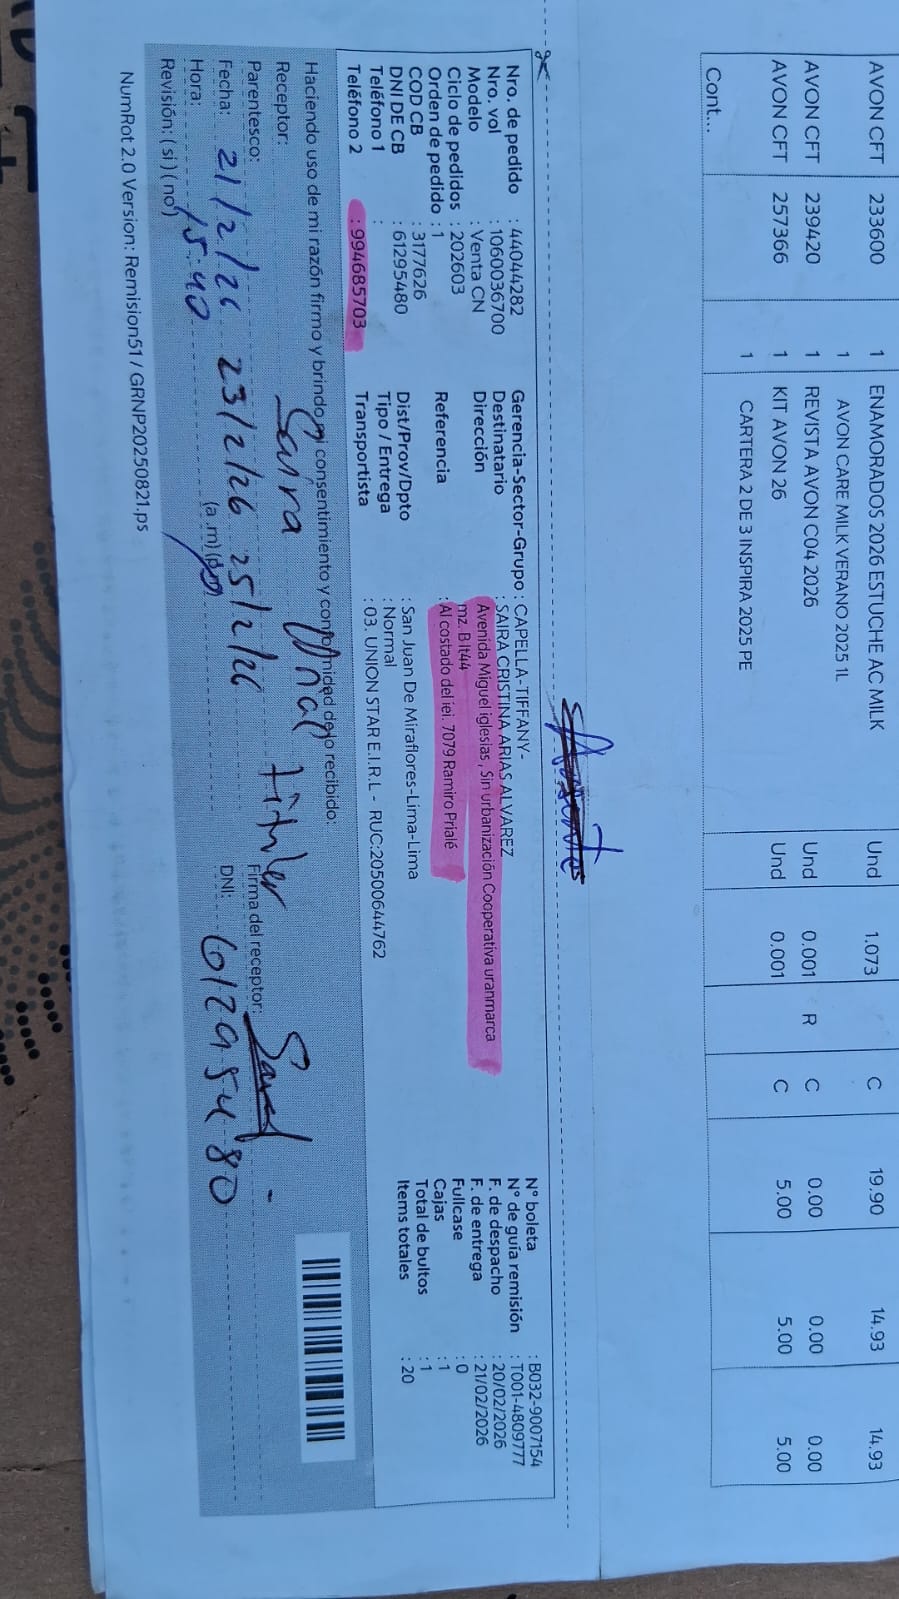 AVON CFT 233600 1 ENAMORADOS 2026 ESTUCHE AC MILK Und 1.073 C 19.90 14.93 14.93
1 AVON CARE MILK VERANO 2025 1L
AVON CFT 239420 1 REVISTA AVON C04 2026 Und 0.001 R C 0.00 0.00 0.00
AVON CFT 257366 1 KIT AVON 26 Und 0.001 C 5.00 5.00 5.00
1 CARTERA 2 DE 3 INSPIRA 2025 PE
Cont...
Nro. de pedido : 44044282
Nro. vol : 1060036700
Modelo : Venta CN
Ciclo de pedidos : 202603
Orden de pedido : 1
COD CB : 3177626
DNI DE CB : 61295480
Teléfono 1 :
Teléfono 2 : 994685703
Gerencia-Sector-Grupo : CAPELLA-TIFFANY-
Destinatario : SAIRA CRISTINA ARIAS ALVAREZ
Dirección : Avenida Miguel iglesias , Sin urbanización Cooperativa uranmarca
mz. B lt44
Referencia : Al costado del iei. 7079 Ramiro Prialé
Dist/Prov/Dpto : San Juan De Miraflores-Lima-Lima
Tipo / Entrega : Normal
Transportista : 03. UNION STAR E.I.R.L - RUC:20500644762
N° boleta : B032-9007154
N° de guía remisión : T001-4809777
F. de despacho : 20/02/2026
F. de entrega : 21/02/2026
Fullcase : 0
Cajas : 1
Total de bultos : 1
Items totales : 20
Haciendo uso de mi razón firmo y brindo mi consentimiento y conformidad de lo recibido:
Receptor: Saira
Parentesco: titular
Firma del receptor:
Fecha: 21/2/26 23/2/26 25/2/26
DNI: 61295480
Hora: 15:40 (a.m) (p.m)
Revisión: ( si ) ( no )
NumRot 2.0 Version: Remision51 / GRNP20250821.ps